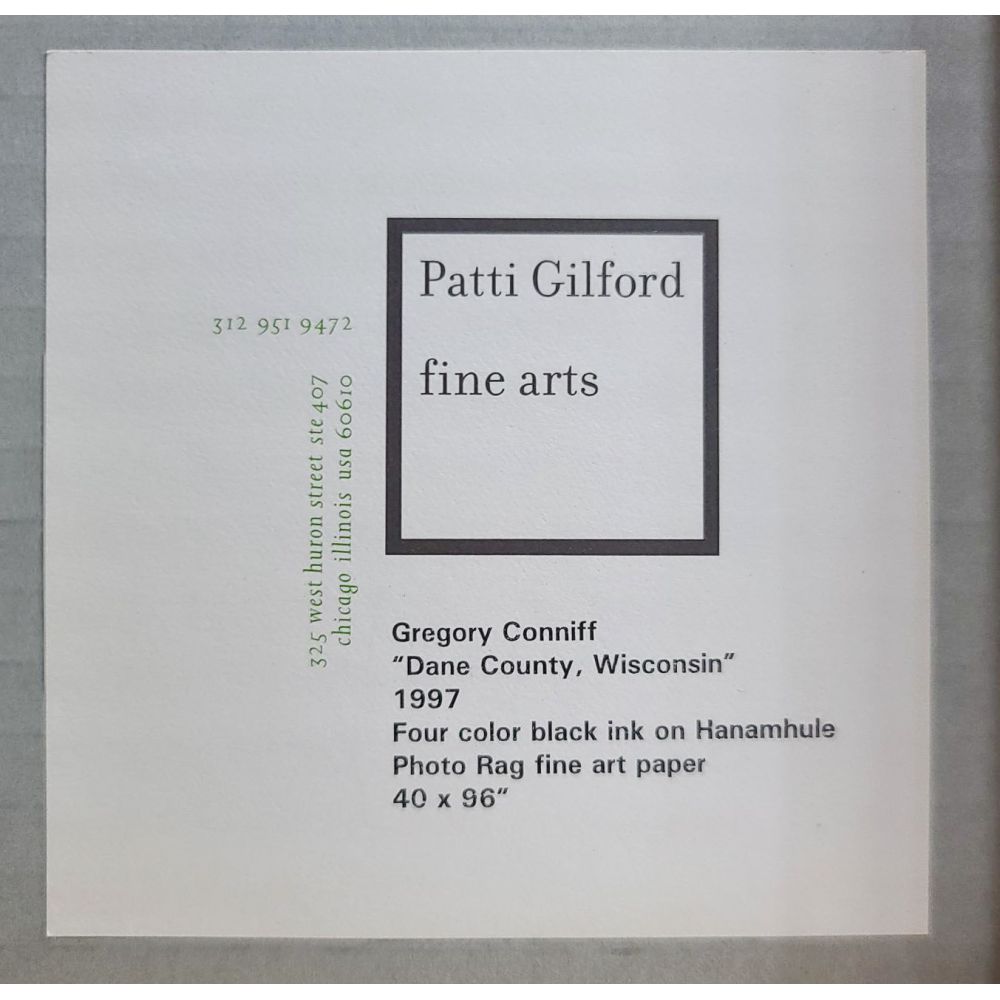 Patti Gilford
fine arts
312 951 9472
325 west huron street ste 407
chicago illinois usa 60610
Gregory Conniff
“Dane County, Wisconsin”
1997
Four color black ink on Hanamhule
Photo Rag fine art paper
40 x 96”